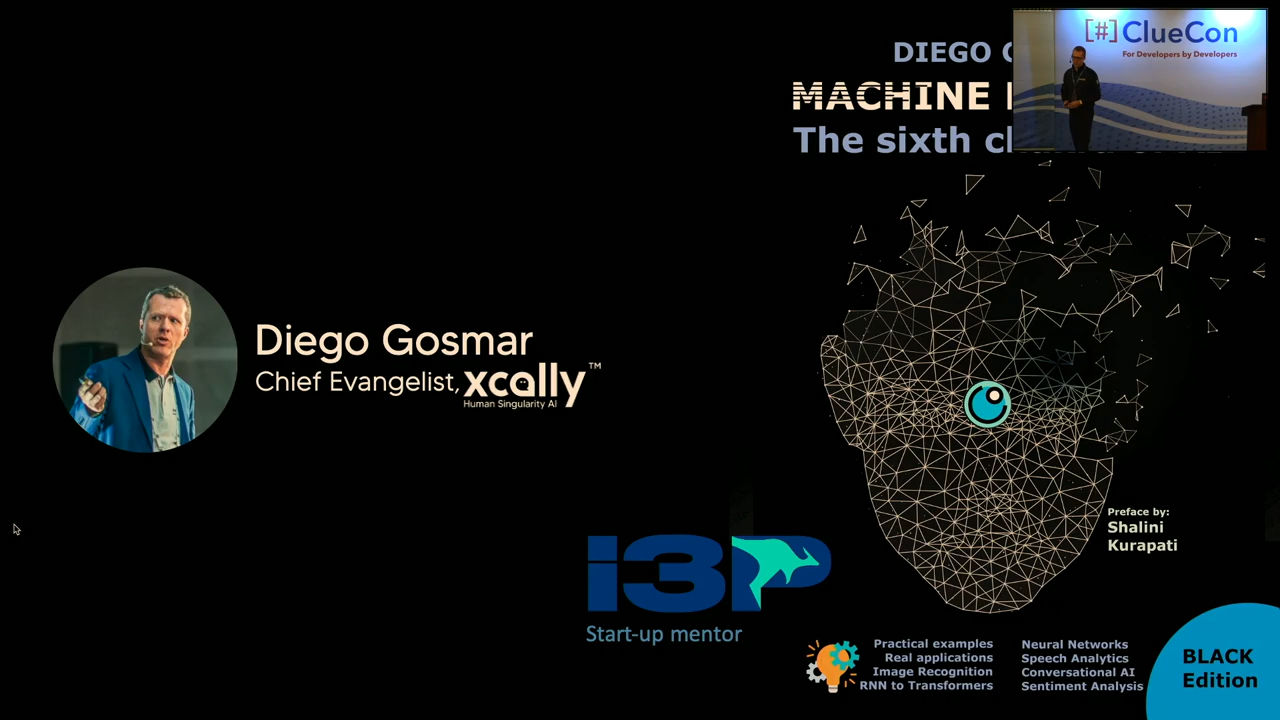 DIEGO
MACHINE
The sixth
[#]ClueCon
For Developers by Developers
Diego Gosmar
Chief Evangelist, xcally™
Human Singularity AI
Preface by:
Shalini
Kurapati
i3P
Start-up mentor
Practical examples
Real applications
Image Recognition
RNN to Transformers
Neural Networks
Speech Analytics
Conversational AI
Sentiment Analysis
BLACK
Edition